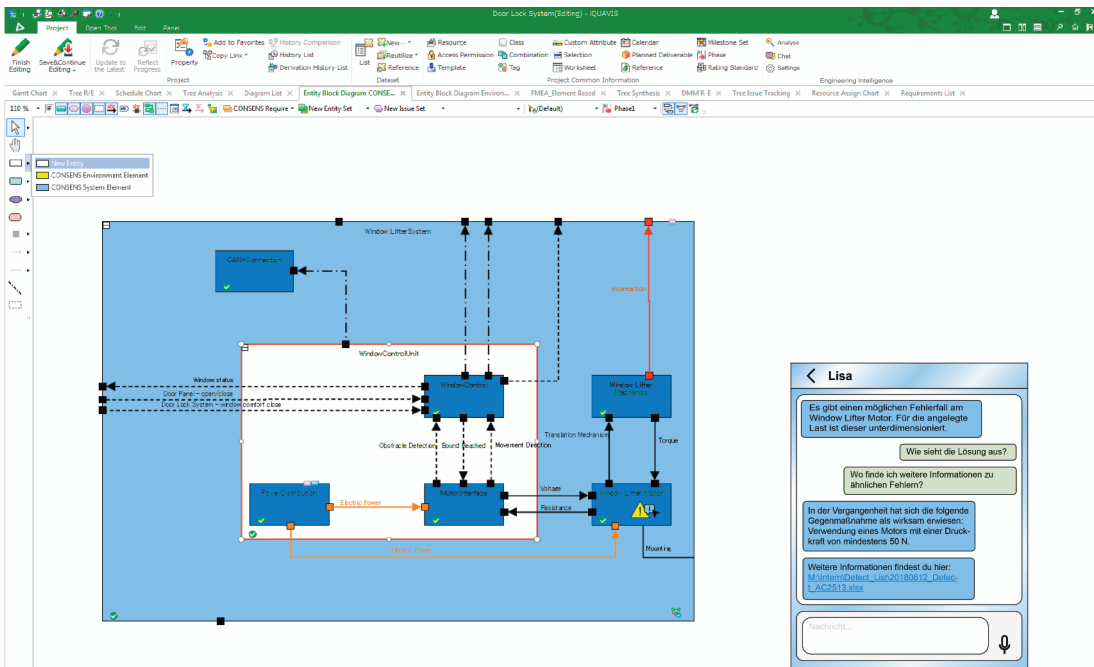 Door Lock System(Editing) - iQUAVIS
Project Open Tool Edit Panel
Finish Editing
Save&Continue Editing
Update to the Latest
Reflect Progress
Property
Add to Favorites
Copy Link
History Comparison
History List
Derivation History List
Project
List
New
Reutilize
Reference
Resource
Access Permission
Template
Dataset
Class
Combination
Tag
Custom Attribute
Selection
Worksheet
Calendar
Planned Deliverable
Reference
Project Common Information
Milestone Set
Phase
Rating Standard
Analyse
Chat
Settings
Engineering Intelligence
Gantt Chart Tree R/E Schedule Chart Tree Analysis Diagram List Entity Block Diagram CONSE... Entity Block Diagram Environ... FMEA_Element Based Tree Synthesis DMM R-E Tree Issue Tracking Resource Assign Chart Requirements List
110 % CONSENS Require New Entity Set New Issue Set (Default) Phase1
New Entity
CONSENS Environment Element
CONSENS System Element
Window LifterSystem
CAN-Connection
incarnation
WindowControlUnit
Window status
Door Panel - open/close
Door Lock System - window comfort close
WindowControl
Window Lifter
Mechanics
Obstracle Detection
Bound Reached
Movement Direction
Translation Mechanism
Torque
PowerDistribution
Electric Power
MotorInterface
Voltage
Resistance
Window Lifter Motor
Electric Power
Mounting
Lisa
Es gibt einen möglichen Fehlerfall am
Window Lifter Motor. Für die angelegte
Last ist dieser unterdimensioniert.
Wie sieht die Lösung aus?
Wo finde ich weitere Informationen zu
ähnlichen Fehlern?
In der Vergangenheit hat sich die folgende
Gegenmaßnahme als wirksam erwiesen:
Verwendung eines Motors mit einer Druck-
kraft von mindestens 50 N.
Weitere Informationen findest du hier:
M:\Intern\Defect_List\20180612_Defec-
t_AC2513.xlsx
Nachricht...